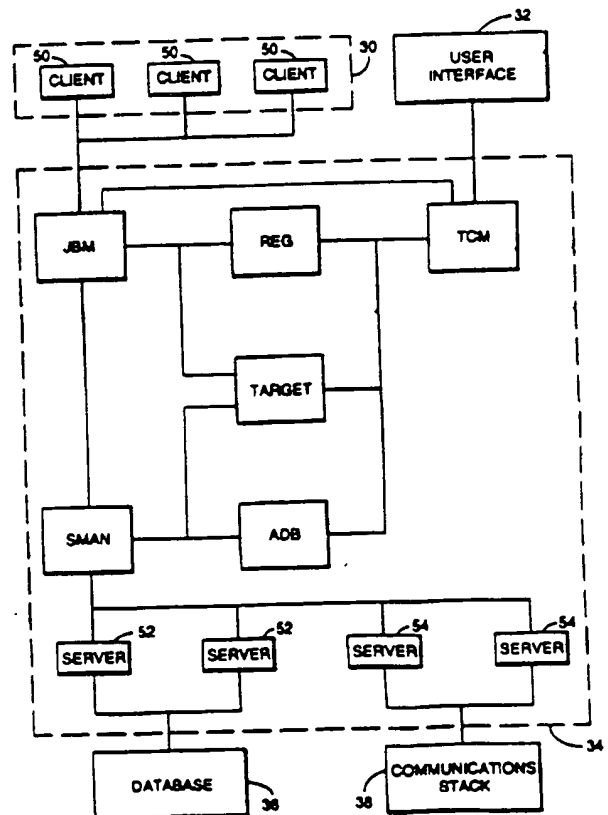 50 50 50 30 32
CLIENT CLIENT CLIENT
USER
INTERFACE
JBM REG TCM
TARGET
SMAN ADB
52 52 54 54
SERVER SERVER SERVER SERVER
34
DATABASE 36
38 COMMUNICATIONS
STACK